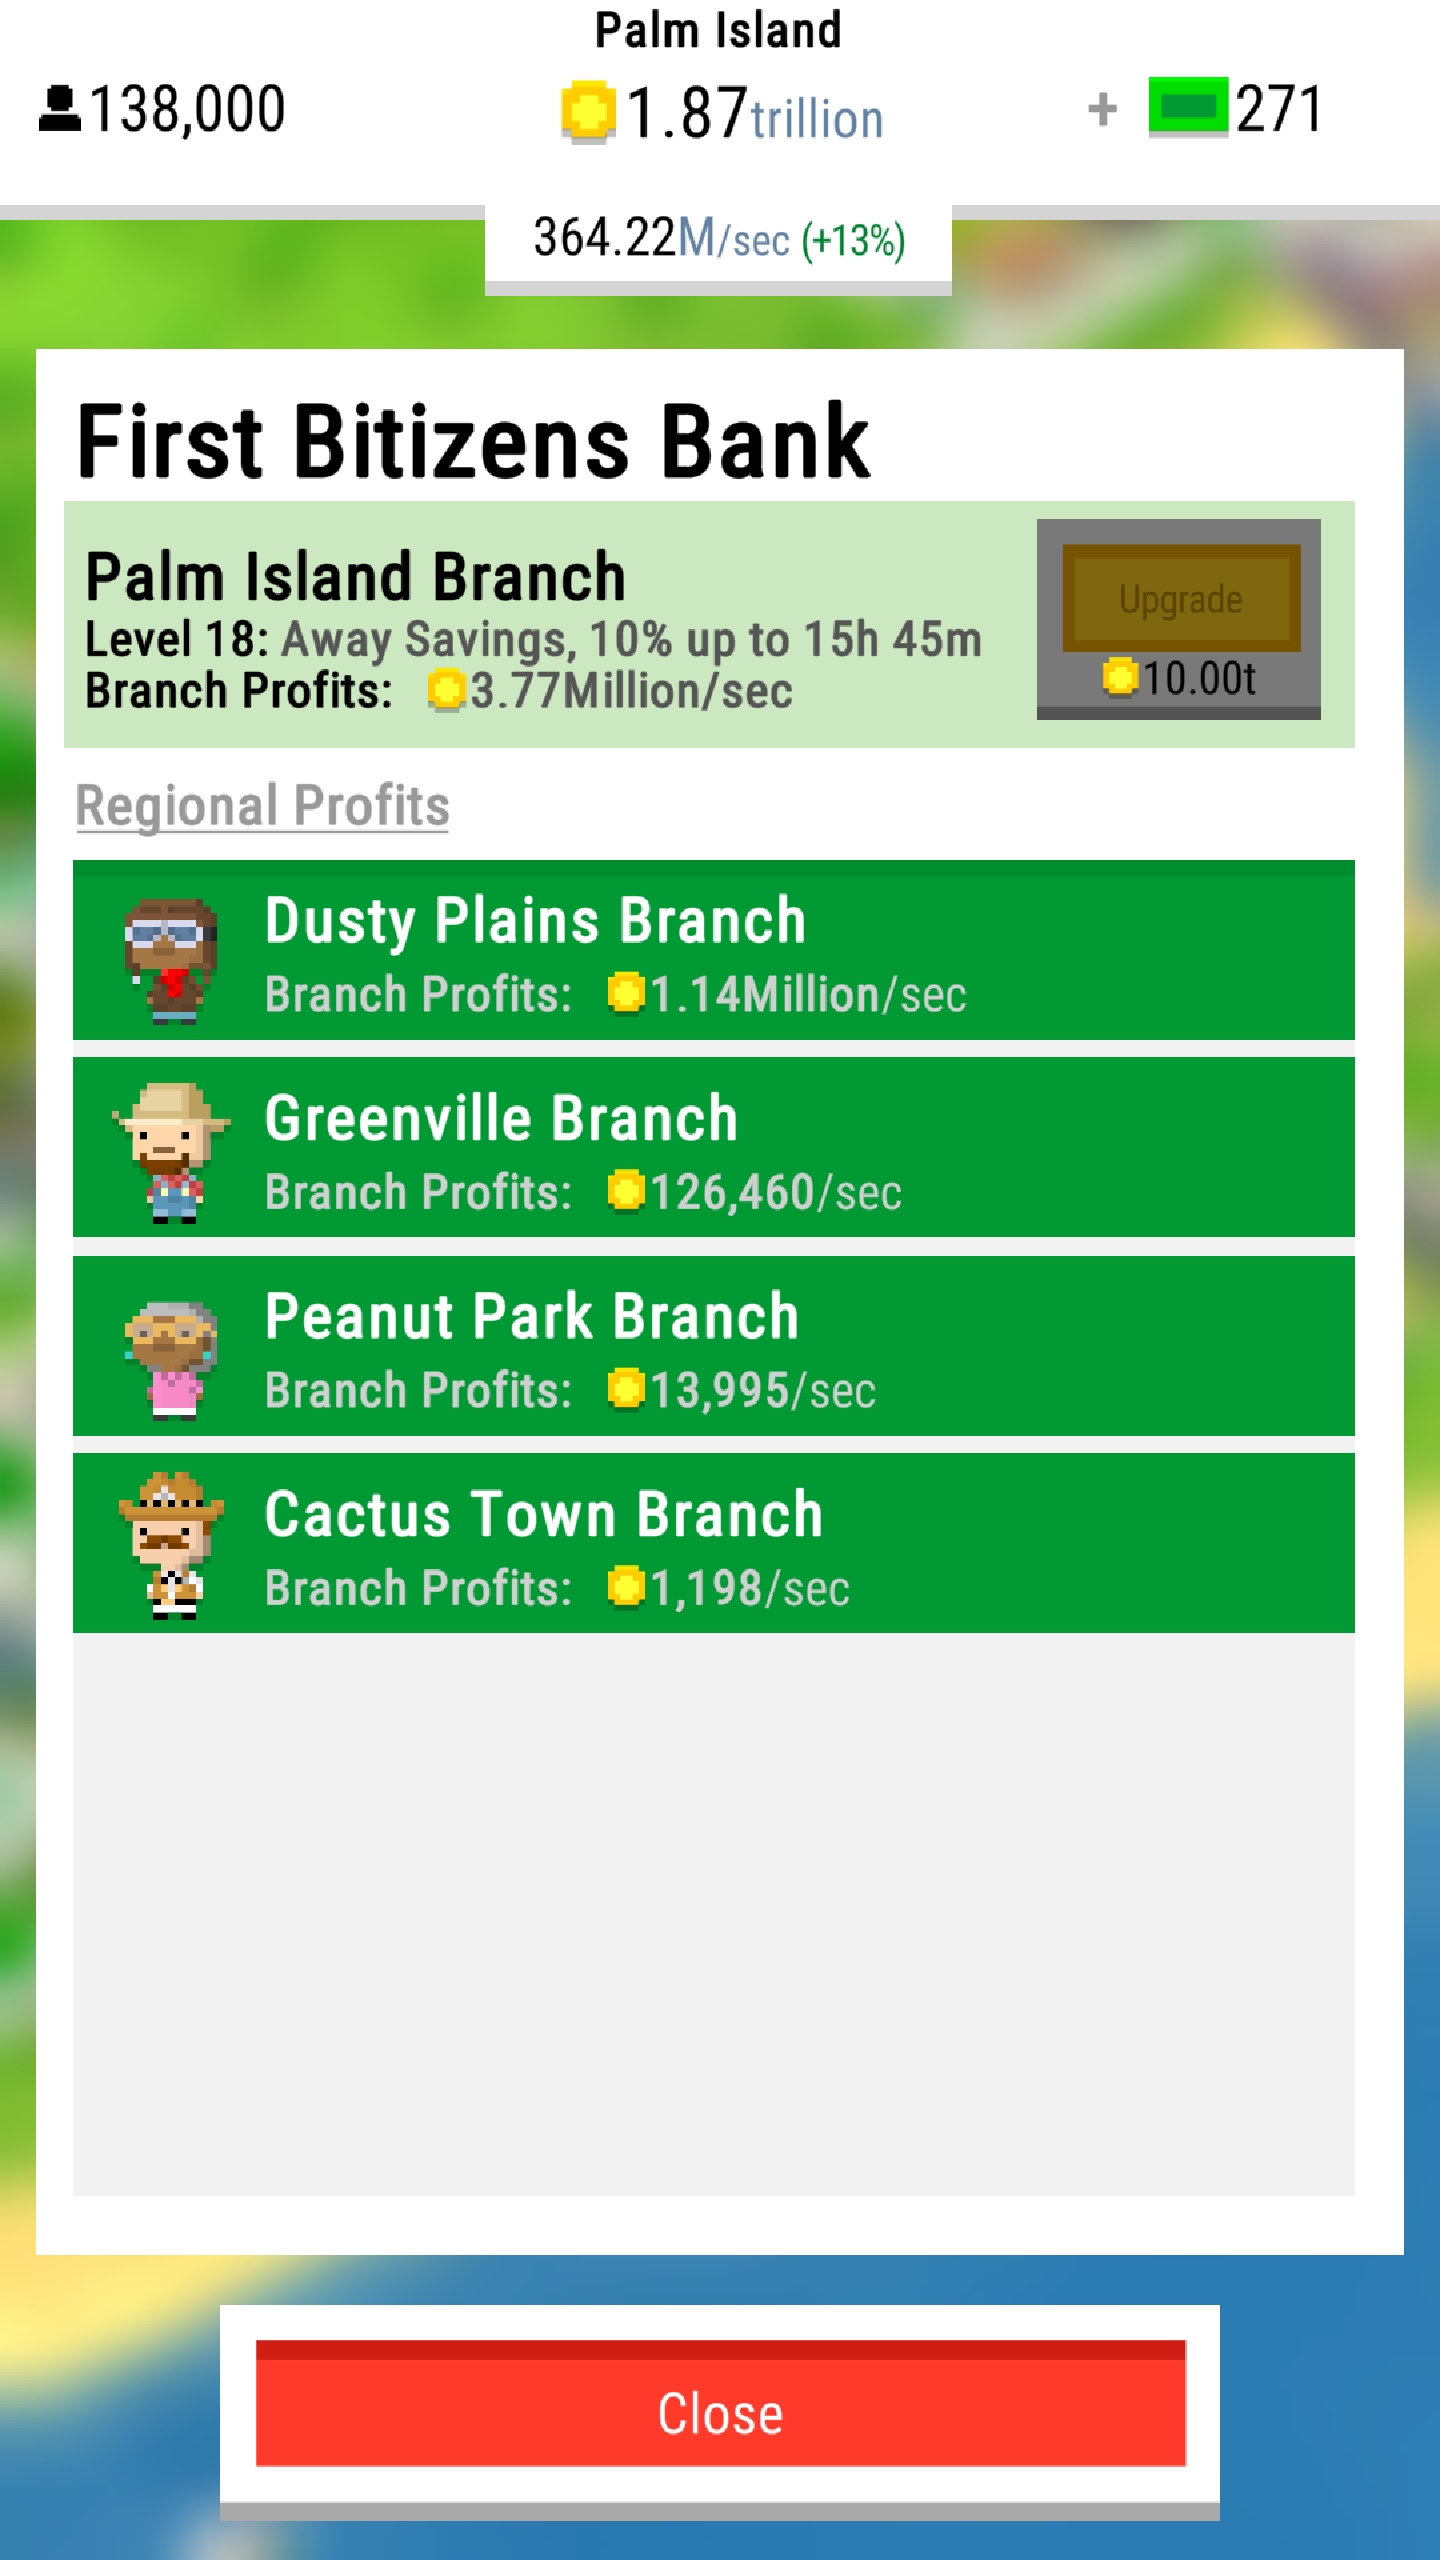 Palm Island
138,000
1.87trillion
+ 271
364.22M/sec (+13%)
First Bitizens Bank
Palm Island Branch
Level 18: Away Savings, 10% up to 15h 45m
Branch Profits: 3.77Million/sec
Upgrade
10.00t
Regional Profits
Dusty Plains Branch
Branch Profits: 1.14Million/sec
Greenville Branch
Branch Profits: 126,460/sec
Peanut Park Branch
Branch Profits: 13,995/sec
Cactus Town Branch
Branch Profits: 1,198/sec
Close